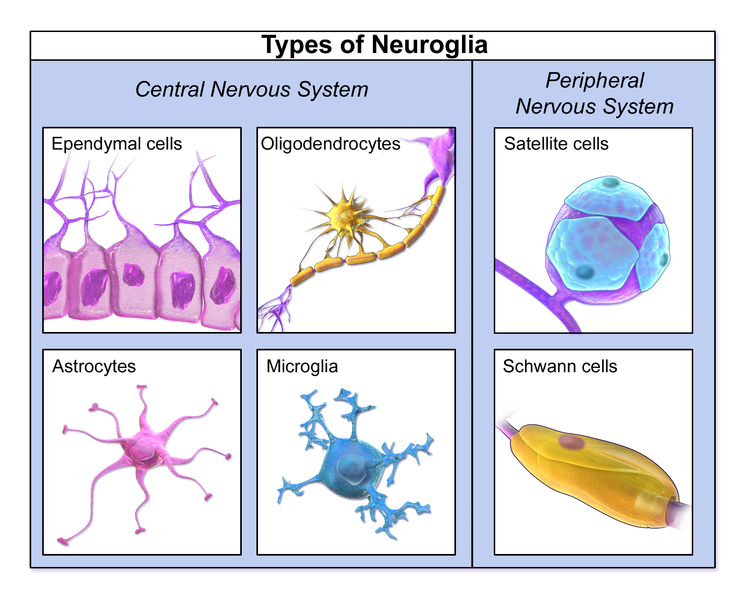 Types of Neuroglia
Central Nervous System
Peripheral
Nervous System
Ependymal cells
Oligodendrocytes
Satellite cells
Astrocytes
Microglia
Schwann cells